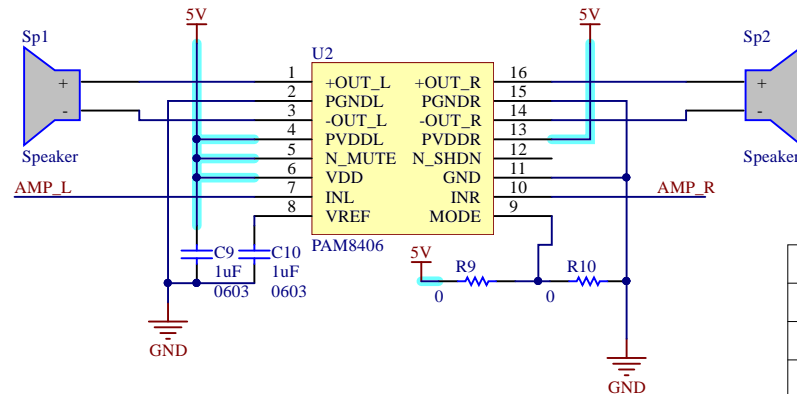 5V
5V
Sp1
Sp2
U2
1 +OUT_L +OUT_R 16
2 PGNDL PGNDR 15
3 -OUT_L -OUT_R 14
4 PVDDL PVDDR 13
5 N_MUTE N_SHDN 12
6 VDD GND 11
7 INL INR 10
8 VREF MODE 9
+
-
+
-
Speaker
Speaker
AMP_L
AMP_R
PAM8406
C9
1uF
0603
C10
1uF
0603
5V
R9
0
R10
0
GND
GND